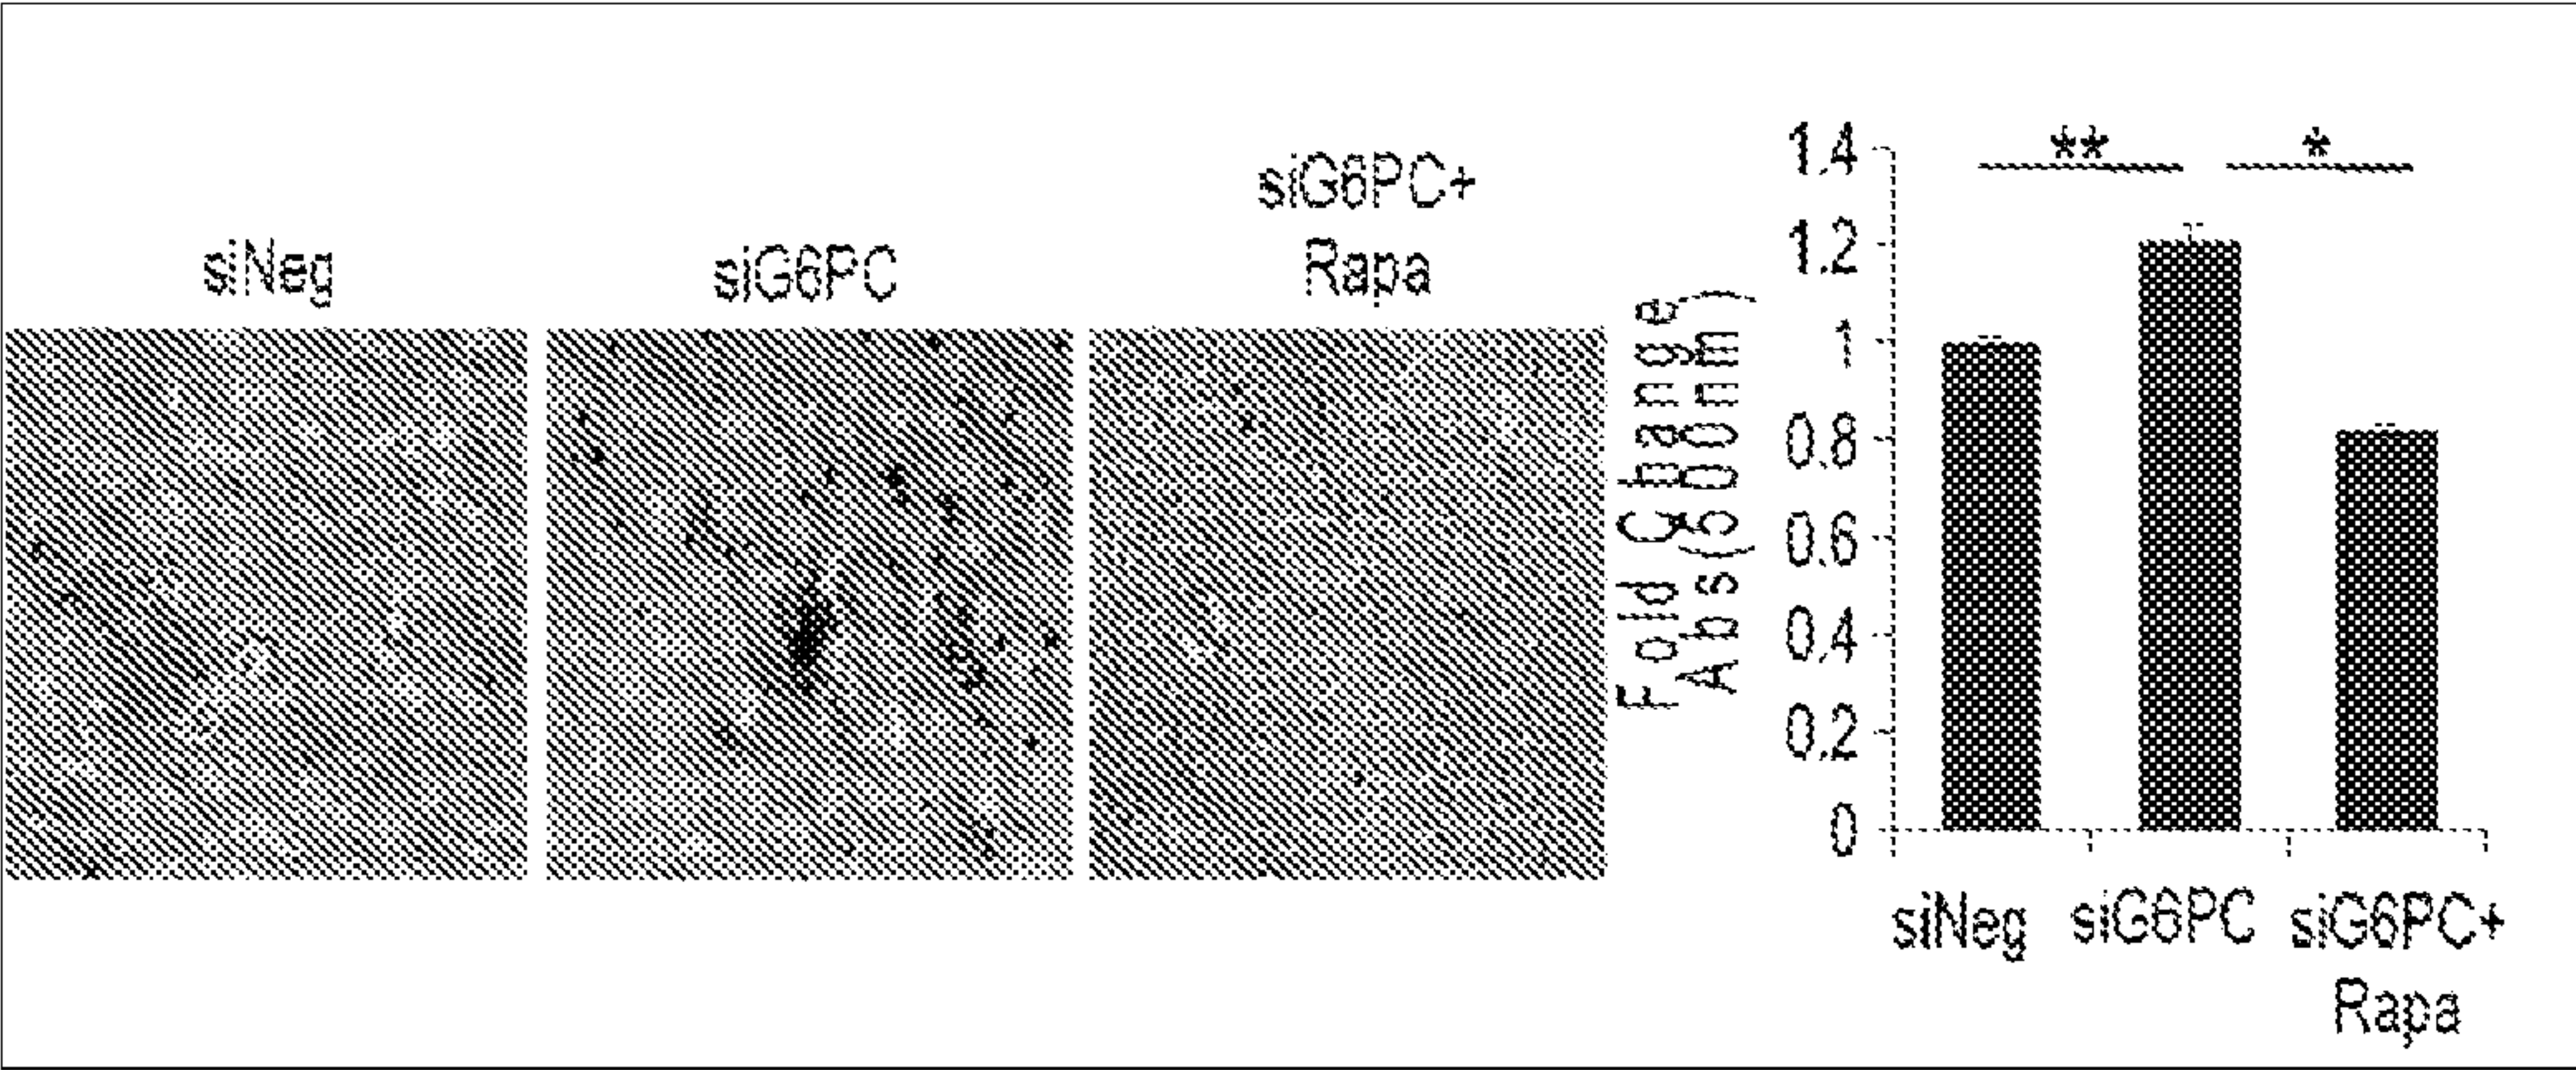 siNeg
siG6PC
siG6PC+
Rapa
Fold Change
Abs(500nm)
1.4
1.2
1
0.8
0.6
0.4
0.2
0
**
*
siNeg
siG6PC
siG6PC+
Rapa